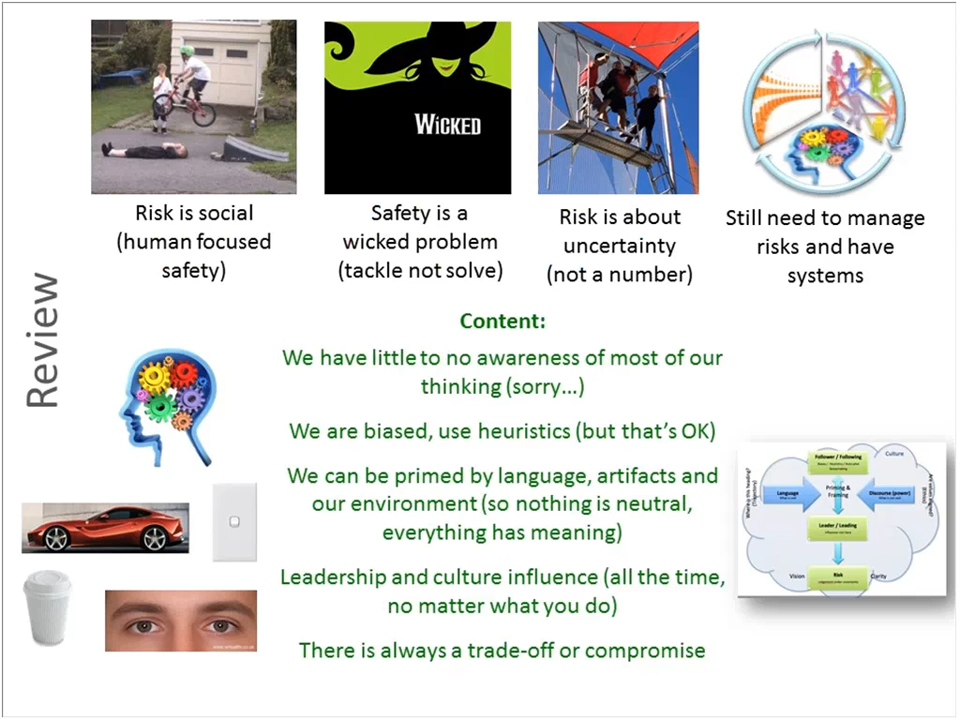 Risk is social
(human focused
safety)
WICKED
Safety is a
wicked problem
(tackle not solve)
Risk is about
uncertainty
(not a number)
Still need to manage
risks and have
systems
Review
Content:
We have little to no awareness of most of our
thinking (sorry…)
We are biased, use heuristics (but that's OK)
We can be primed by language, artifacts and
our environment (so nothing is neutral,
everything has meaning)
Leadership and culture influence (all the time,
no matter what you do)
There is always a trade-off or compromise
Follower / Following
Culture
Language
What is said
Priming &
Framing
Discourse (power)
Leader / Leading
Vision
Risk
Clarity